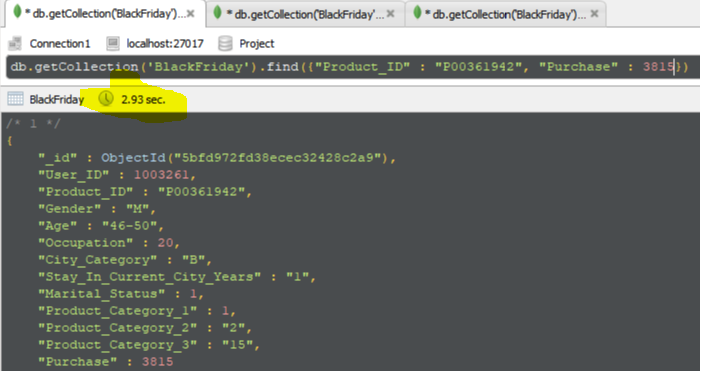 * db.getCollection('BlackFriday')... * db.getCollection('BlackFriday'... * db.getCollection('BlackFriday')...
Connection1 localhost:27017 Project
db.getCollection('BlackFriday').find({"Product_ID" : "P00361942", "Purchase" : 3815})
BlackFriday 2.93 sec.
/* 1 */
{
"_id" : ObjectId("5bfd972fd38ecec32428c2a9"),
"User_ID" : 1003261,
"Product_ID" : "P00361942",
"Gender" : "M",
"Age" : "46-50",
"Occupation" : 20,
"City_Category" : "B",
"Stay_In_Current_City_Years" : "1",
"Marital_Status" : 1,
"Product_Category_1" : 1,
"Product_Category_2" : "2",
"Product_Category_3" : "15",
"Purchase" : 3815